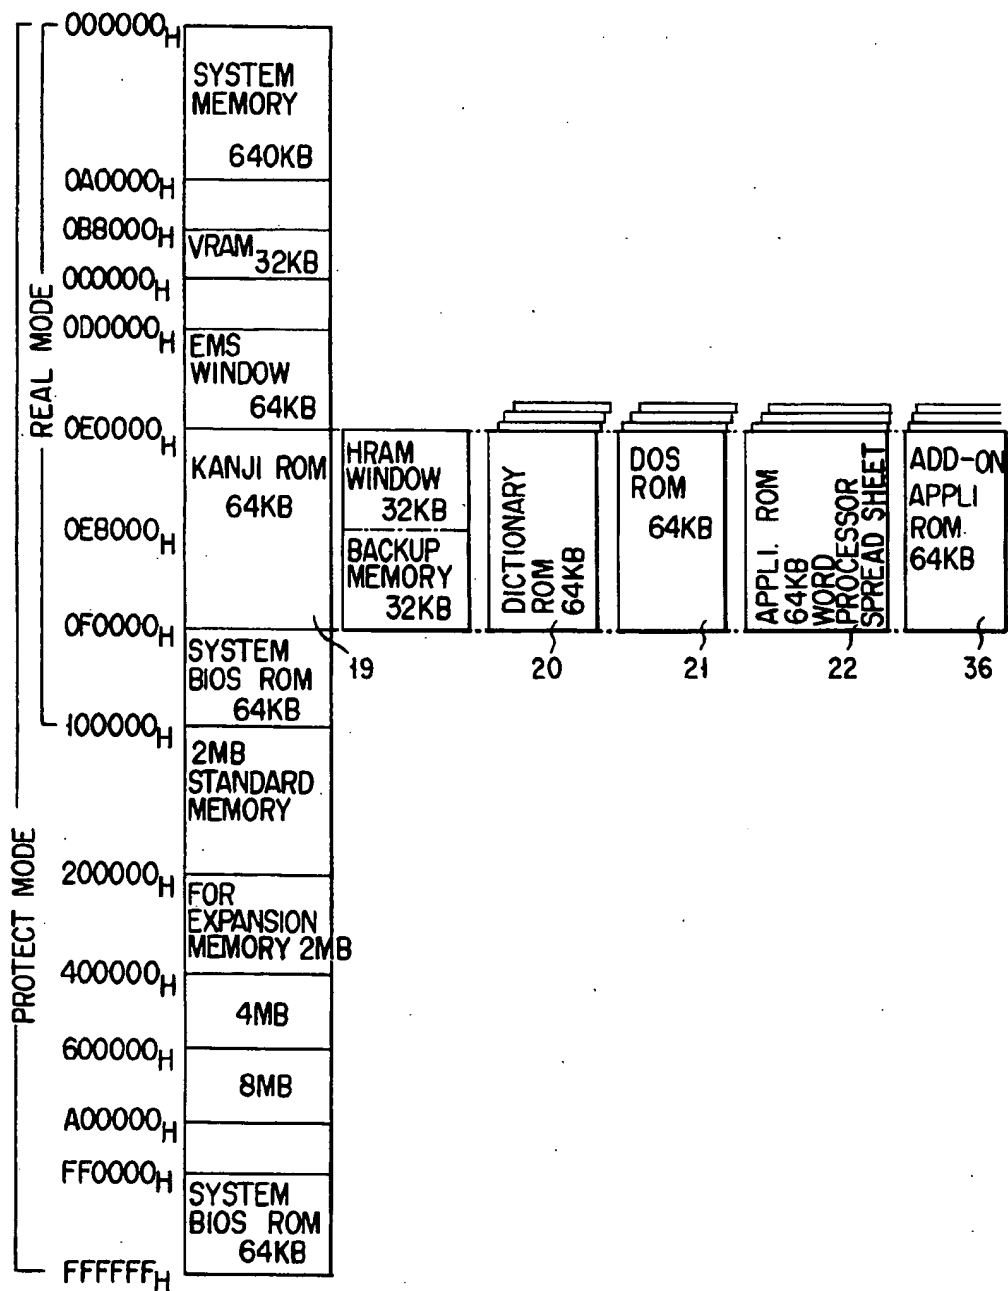 000000H
SYSTEM
MEMORY
640KB
0A0000H
0B8000H
VRAM 32KB
0C0000H
0D0000H
EMS
WINDOW
64KB
0E0000H
KANJI ROM
64KB
0E8000H
0F0000H
SYSTEM
BIOS ROM
64KB
100000H
2MB
STANDARD
MEMORY
200000H
FOR
EXPANSION
MEMORY 2MB
400000H
4MB
600000H
8MB
A00000H
FF0000H
SYSTEM
BIOS ROM
64KB
FFFFFFH
REAL MODE
PROTECT MODE
HRAM
WINDOW
32KB
BACKUP
MEMORY
32KB
19
DICTIONARY
ROM 64KB
20
DOS
ROM
64KB
21
APPLI. ROM
64KB
WORD
PROCESSOR
SPREAD SHEET
22
ADD-ON
APPLI
ROM
64KB
36